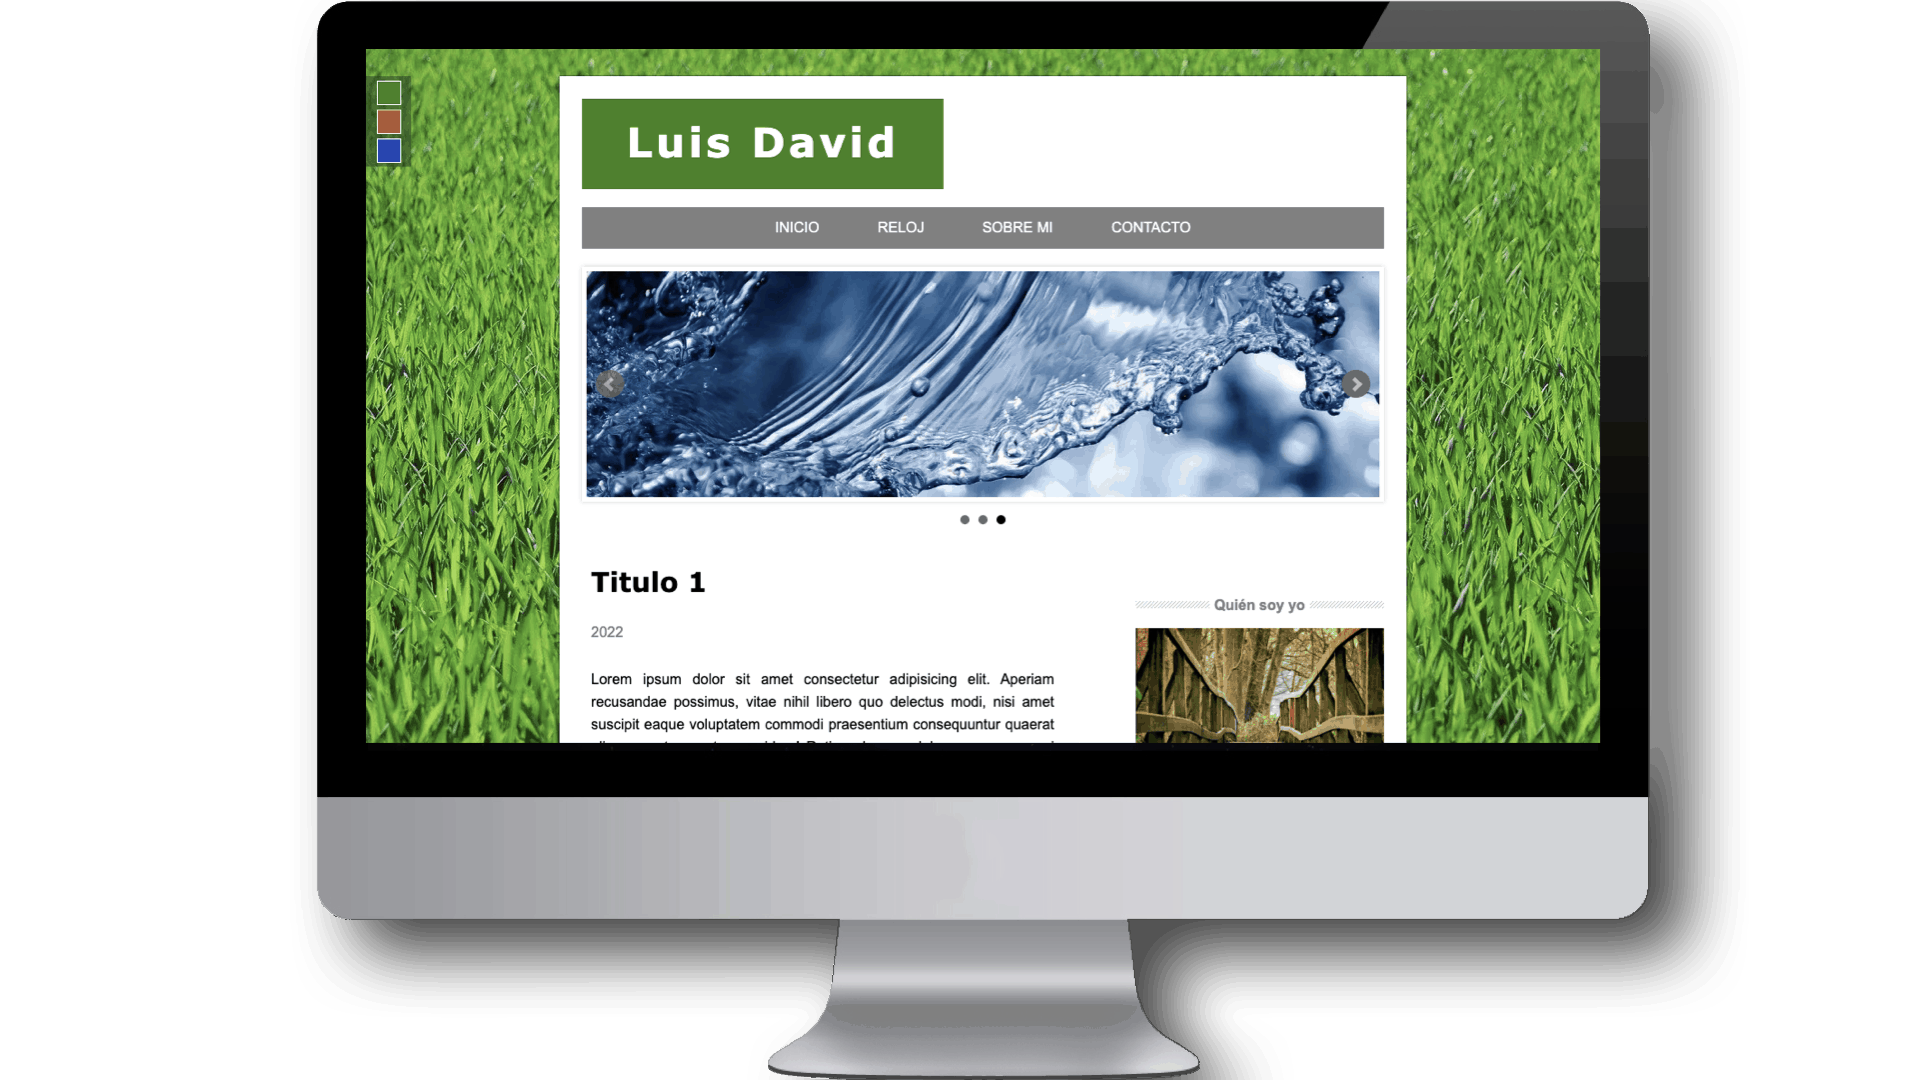 Luis David
INICIO RELOJ SOBRE MI CONTACTO
Titulo 1
2022
Quién soy yo
Lorem ipsum dolor sit amet consectetur adipisicing elit. Aperiam
recusandae possimus, vitae nihil libero quo delectus modi, nisi amet
suscipit eaque voluptatem commodi praesentium consequuntur quaerat